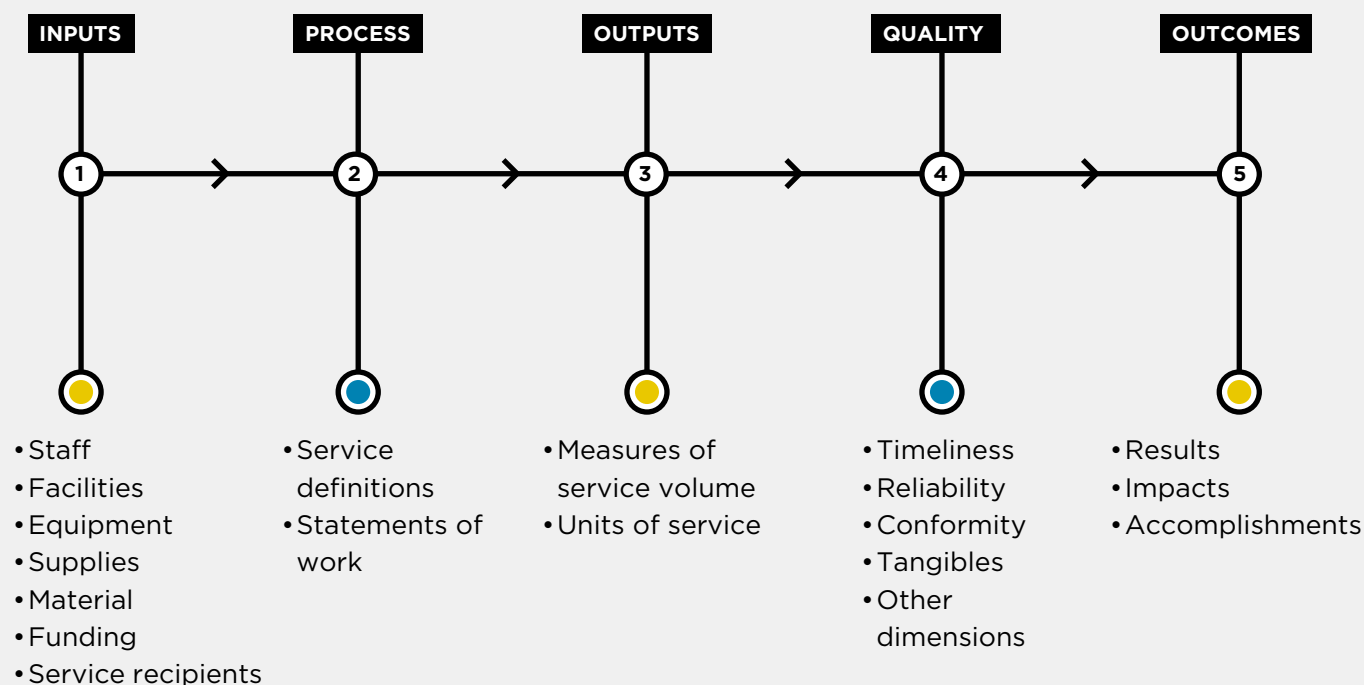 INPUTS
PROCESS
OUTPUTS
QUALITY
OUTCOMES
1
2
3
4
5
•Staff
•Facilities
•Equipment
•Supplies
•Material
•Funding
•Service recipients
•Service
definitions
•Statements of
work
•Measures of
service volume
•Units of service
•Timeliness
•Reliability
•Conformity
•Tangibles
•Other
dimensions
•Results
•Impacts
•Accomplishments